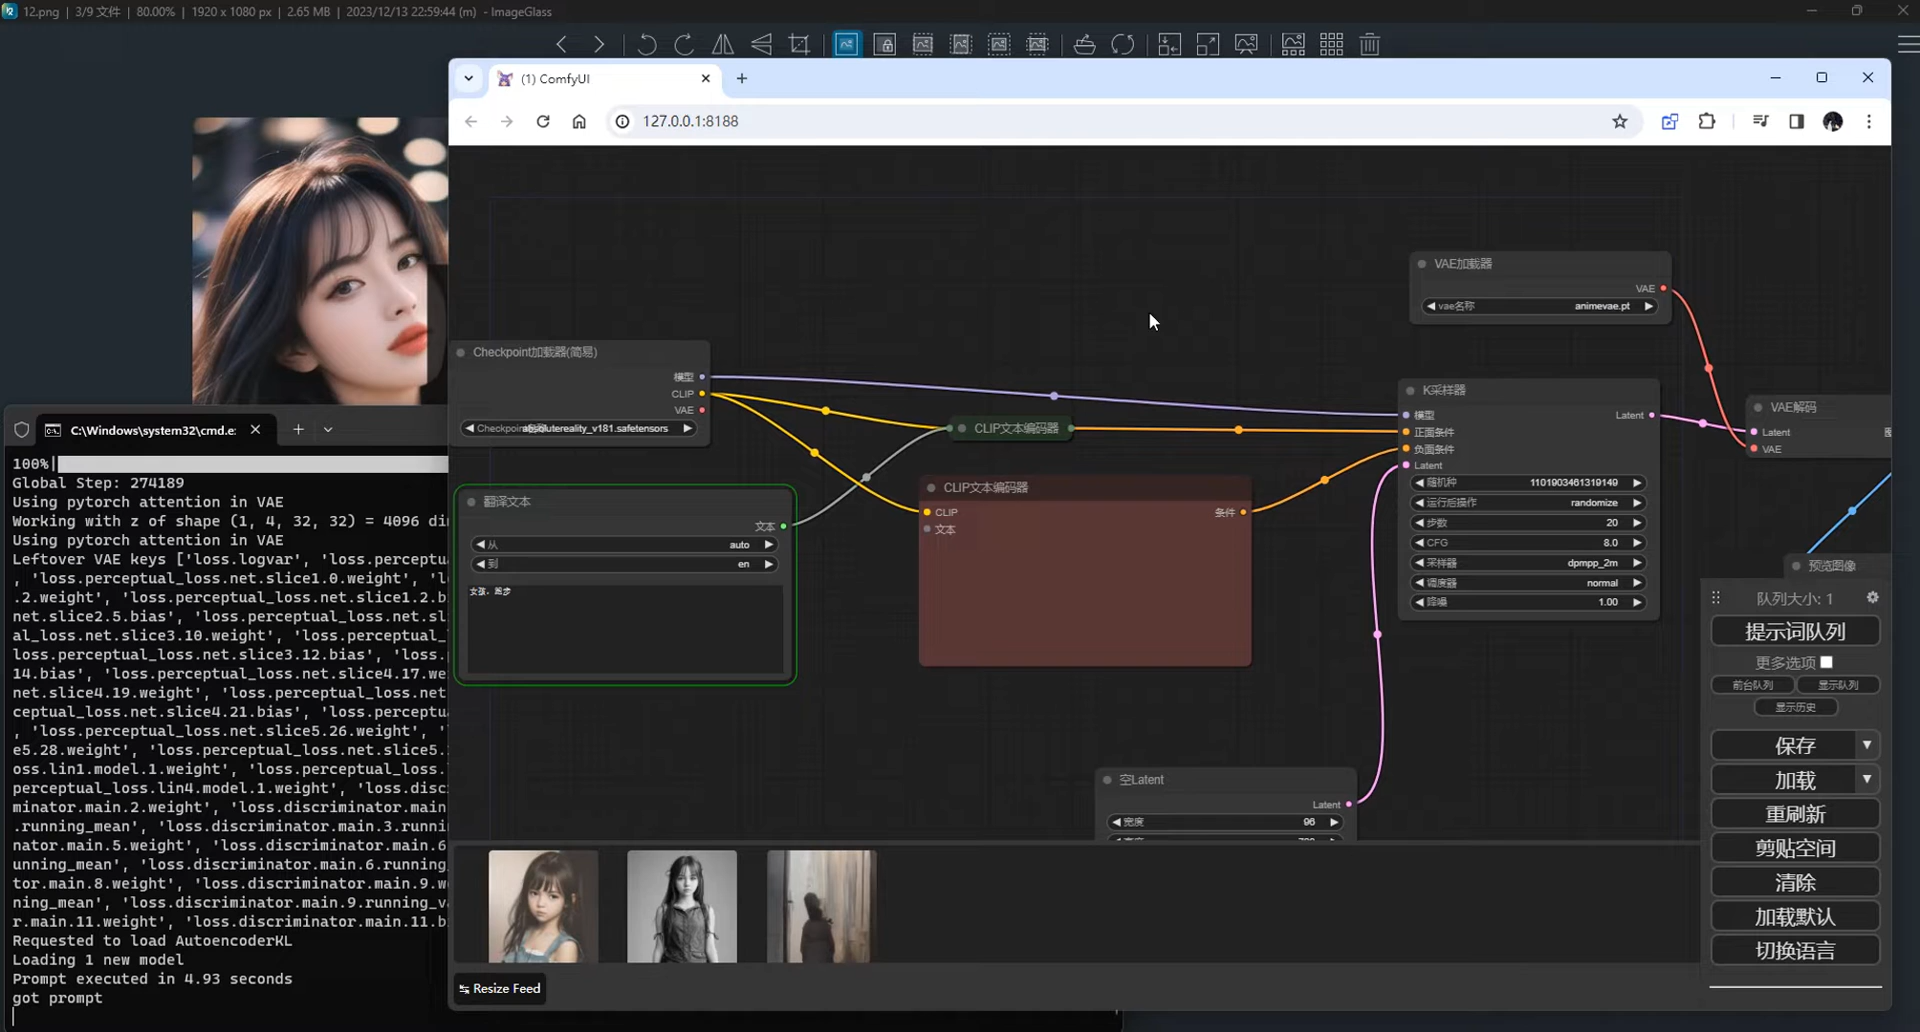 12.png | 3/9 文件 | 80.00% | 1920 x 1080 px | 2.65 MB | 2023/12/13 22:59:44 (m) - ImageGlass
(1) ComfyUI
127.0.0.1:8188
VAE加载器
VAE
vae名称 animevae.pt
Checkpoint加载器(简易)
模型
CLIP
VAE
absolutereality_v181.safetensors
CLIP文本编码器
K采样器
模型 Latent
正面条件
负面条件
Latent
随机种 1101903461319149
运行后操作 randomize
步数 20
CFG 8.0
采样器 dpmpp_2m
调度器 normal
降噪 1.00
VAE解码
Latent
VAE
翻译文本
文本
从 auto
到 en
女孩，跑步
CLIP文本编码器
CLIP 条件
文本
预览图像
空Latent
Latent
宽度 96
队列大小: 1
提示词队列
更多选项
前台队列 显示队列
显示历史
保存
加载
重刷新
剪贴空间
清除
加载默认
切换语言
Resize Feed
C:\Windows\system32\cmd.e:
100%|
Global Step: 274189
Using pytorch attention in VAE
Working with z of shape (1, 4, 32, 32) = 4096 di
Using pytorch attention in VAE
Leftover VAE keys ['loss.logvar', 'loss.perceptu
, 'loss.perceptual_loss.net.slice1.0.weight', 'l
.2.weight', 'loss.perceptual_loss.net.slice1.2.b
net.slice2.5.bias', 'loss.perceptual_loss.net.sl
al_loss.net.slice3.10.weight', 'loss.perceptual_
loss.perceptual_loss.net.slice3.12.bias', 'loss.
14.bias', 'loss.perceptual_loss.net.slice4.17.we
net.slice4.19.weight', 'loss.perceptual_loss.net
ceptual_loss.net.slice4.21.bias', 'loss.perceptu
, 'loss.perceptual_loss.net.slice5.26.weight', '
e5.28.weight', 'loss.perceptual_loss.net.slice5.
oss.lin1.model.1.weight', 'loss.perceptual_loss.
perceptual_loss.lin4.model.1.weight', 'loss.disc
minator.main.2.weight', 'loss.discriminator.main
.running_mean', 'loss.discriminator.main.3.runni
nator.main.5.weight', 'loss.discriminator.main.6
unning_mean', 'loss.discriminator.main.6.running
tor.main.8.weight', 'loss.discriminator.main.9.w
ning_mean', 'loss.discriminator.main.9.running_v
r.main.11.weight', 'loss.discriminator.main.11.b
Requested to load AutoencoderKL
Loading 1 new model
Prompt executed in 4.93 seconds
got prompt